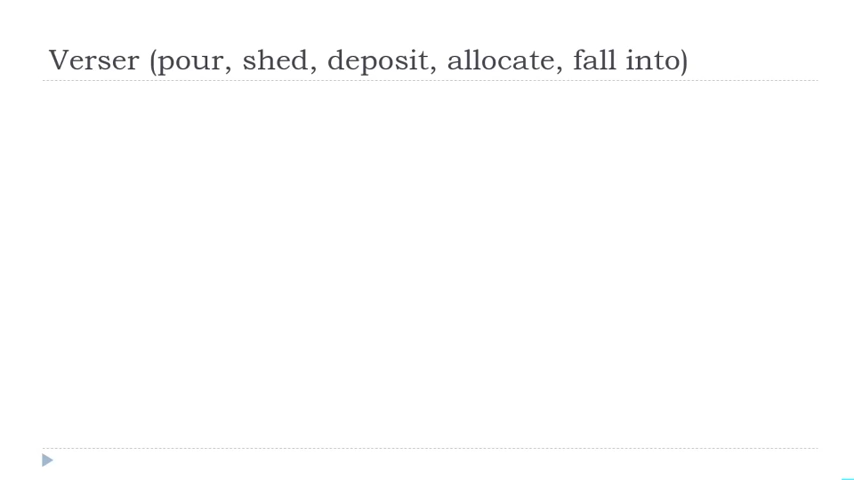 Verser (pour, shed, deposit, allocate, fall into)